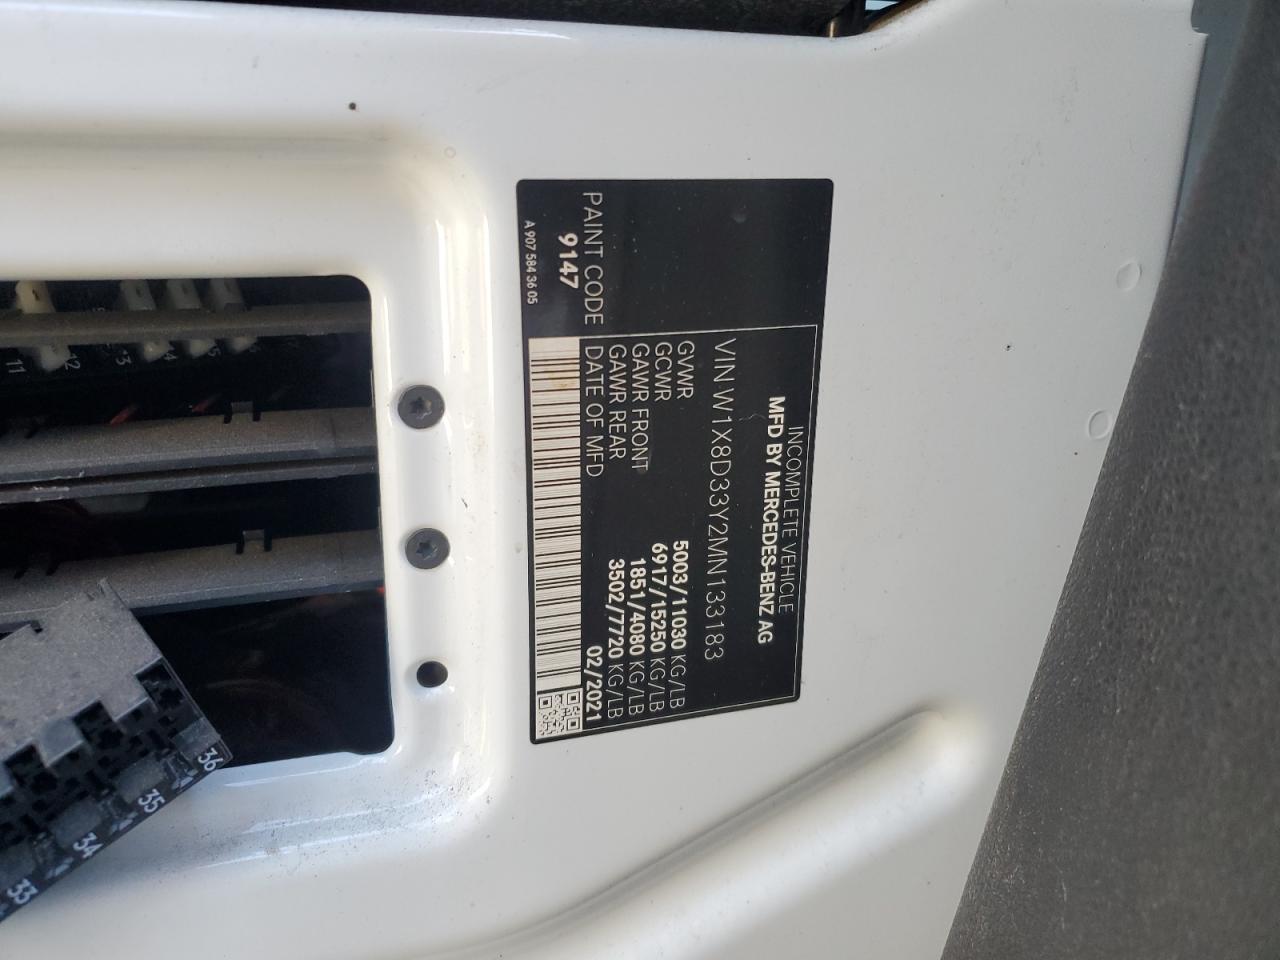 PAINT CODE
9147
A 907 584 36 05
INCOMPLETE VEHICLE
MFD BY MERCEDES-BENZ AG
VIN W1X8D33Y2MN133183
GVWR 5003/11030 KG/LB
GCWR 6917/15250 KG/LB
GAWR FRONT 1851/4080 KG/LB
GAWR REAR 3502/7720 KG/LB
DATE OF MFD 02/2021
11
12
33
34
35
36